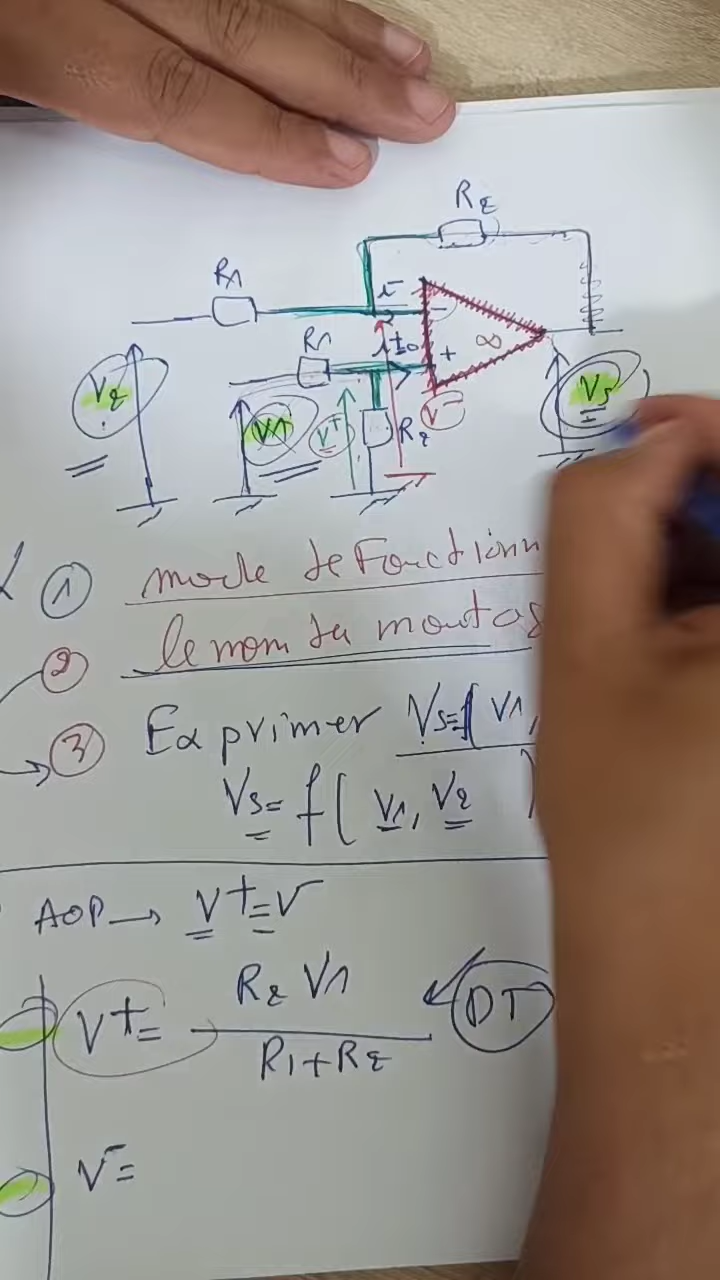 R2
R1
i-
-
R1
i+=0
+
∞
V2
V1
V+
R2
V-
Vs
1 mode de Fonctionn
2 le nom du montag
3 Exprimer Vs=f( V1,
Vs= f( V1, V2 )
AOP → V+=V-
V+= R2 V1
R1+R2
DT
V-=